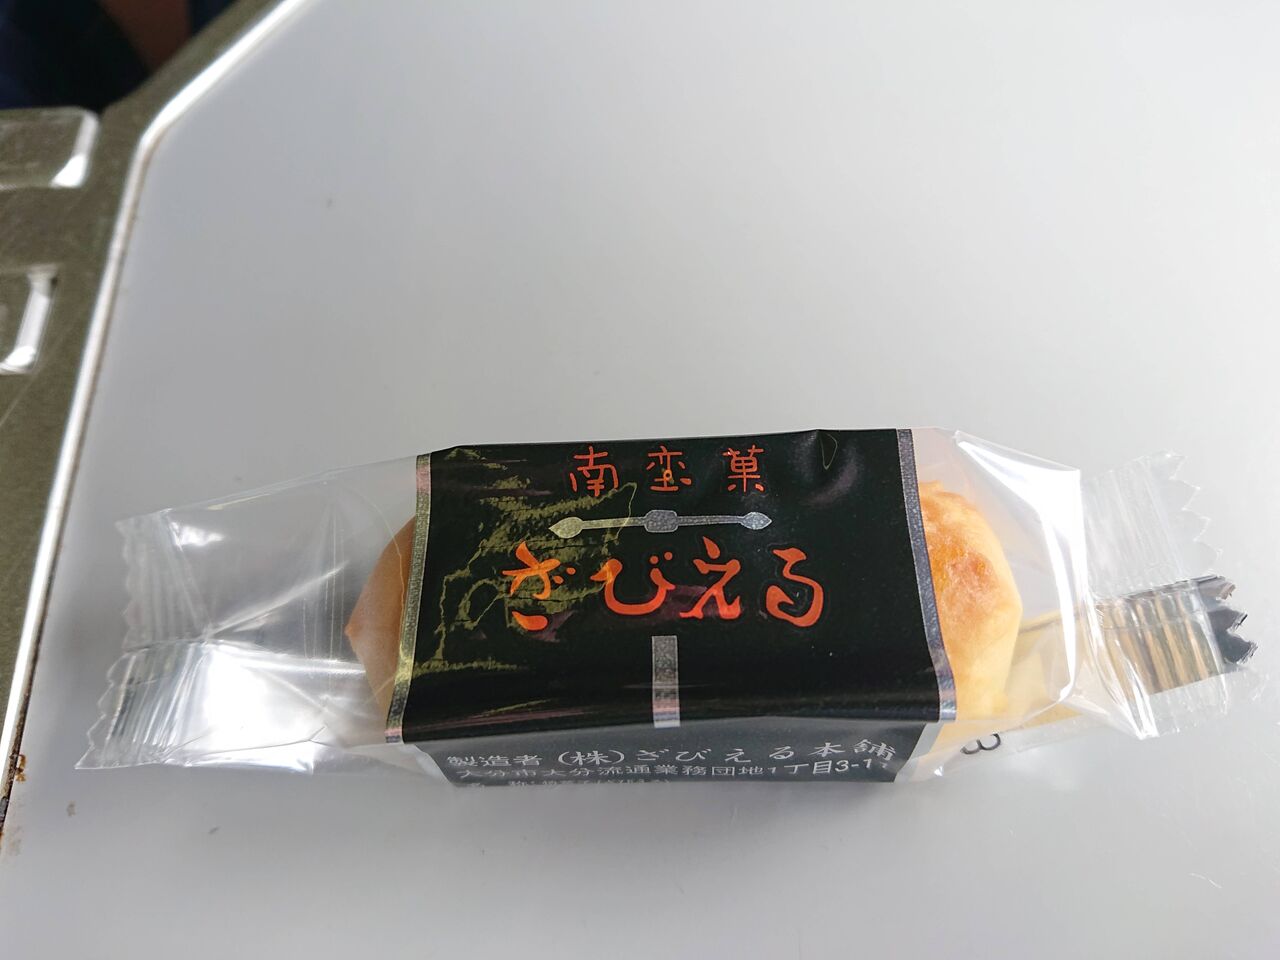 南蛮菓
ざびえる
製造者 (株)ざびえる本舗
大分市大分流通業務団地1丁目3-11